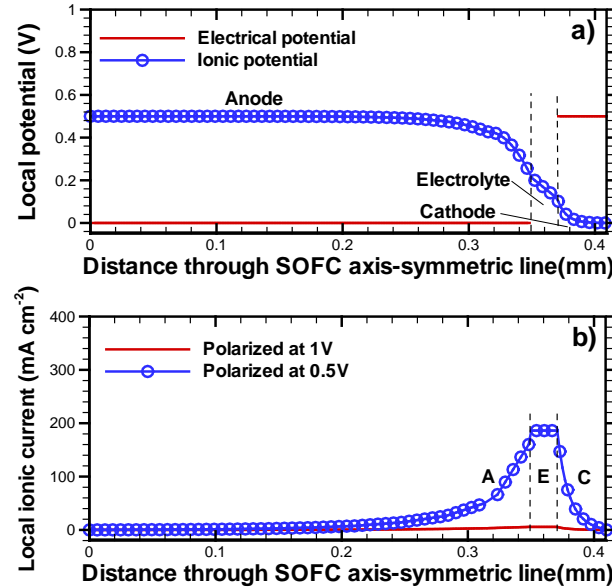 a)
Electrical potential
Ionic potential
Anode
Electrolyte
Cathode
Local potential (V)
1
0.8
0.6
0.4
0.2
0
0 0.1 0.2 0.3 0.4
Distance through SOFC axis-symmetric line(mm)
b)
Polarized at 1V
Polarized at 0.5V
A E C
Local ionic current (mA cm⁻²)
400
300
200
100
0
0 0.1 0.2 0.3 0.4
Distance through SOFC axis-symmetric line(mm)